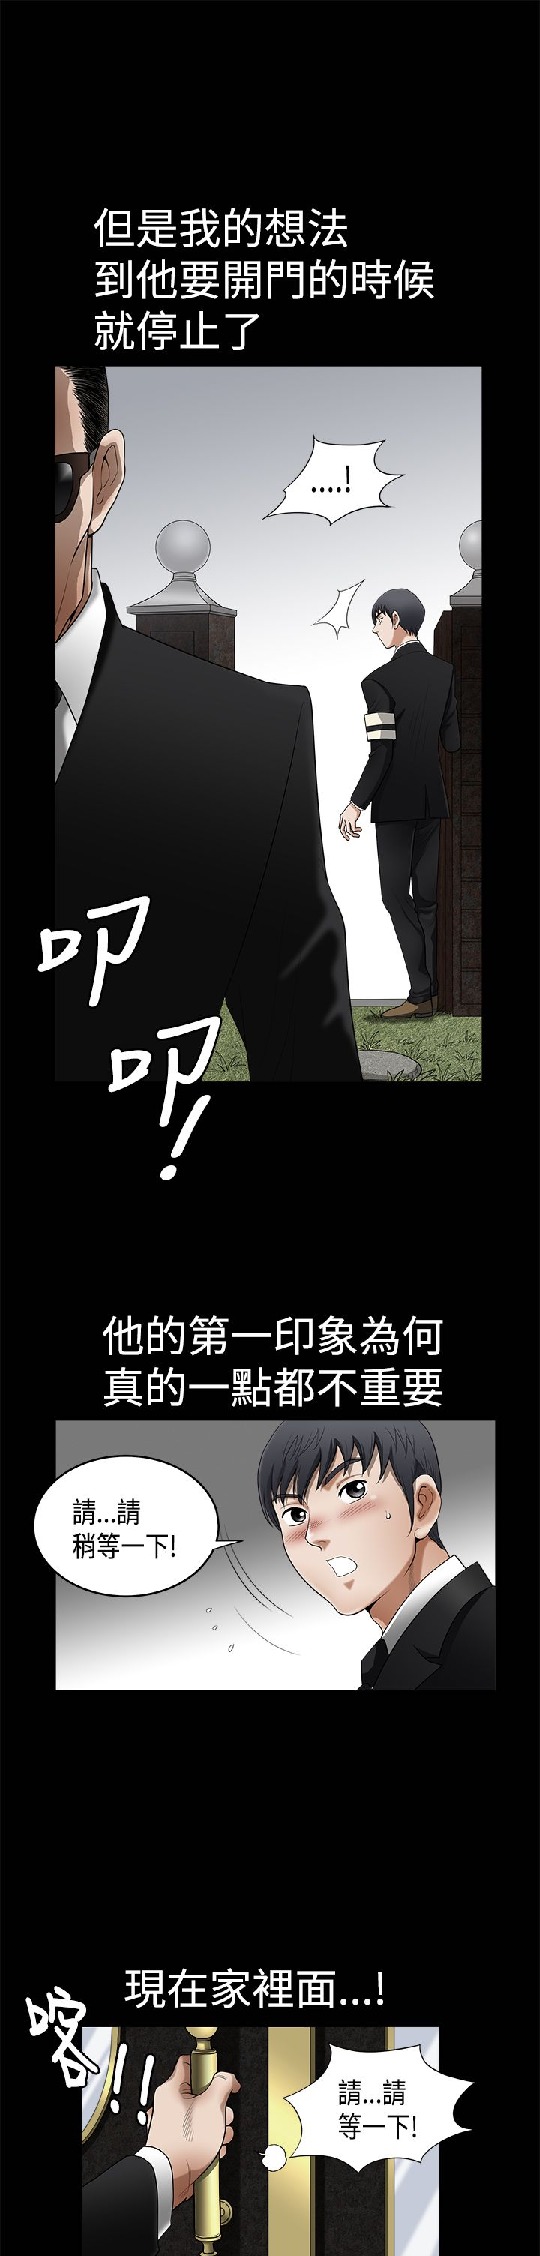 但是我的想法
到他要開門的時候
就停止了
....!
叩
叩!
他的第一印象為何
真的一點都不重要
請...請
稍等一下!
現在家裡面...!
喀!!
請...請
等一下!